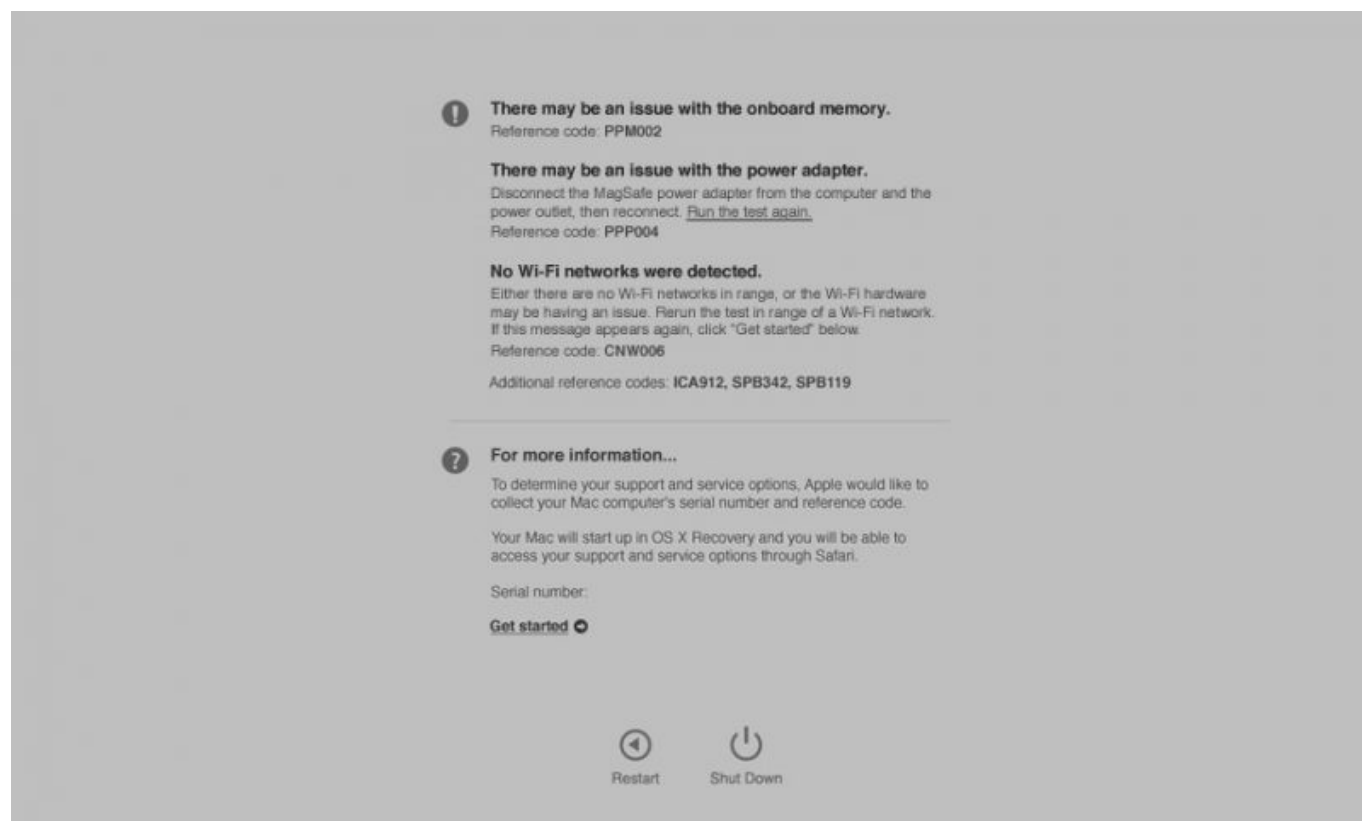 There may be an issue with the onboard memory.
Reference code: PPM002
There may be an issue with the power adapter.
Disconnect the MagSafe power adapter from the computer and the
power outlet, then reconnect. Run the test again.
Reference code: PPP004
No Wi-Fi networks were detected.
Either there are no Wi-Fi networks in range, or the Wi-Fi hardware
may be having an issue. Rerun the test in range of a Wi-Fi network.
If this message appears again, click "Get started" below.
Reference code: CNW006
Additional reference codes: ICA912, SPB342, SPB119
For more information...
To determine your support and service options, Apple would like to
collect your Mac computer's serial number and reference code.
Your Mac will start up in OS X Recovery and you will be able to
access your support and service options through Safari.
Serial number:
Get started
Restart
Shut Down